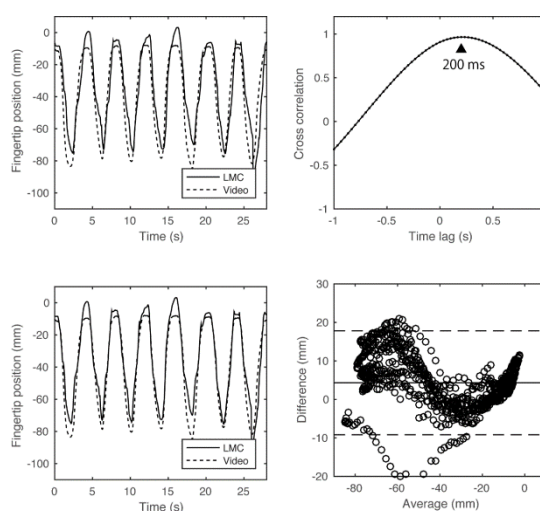 0
-20
-40
-60
-80
-100
Fingertip position (mm)
LMC
Video
0 5 10 15 20 25
Time (s)
1
0.5
0
-0.5
-1
Cross correlation
200 ms
-1 -0.5 0 0.5
Time lag (s)
0
-20
-40
-60
-80
-100
Fingertip position (mm)
LMC
Video
0 5 10 15 20 25
Time (s)
30
20
10
0
-10
-20
Difference (mm)
-80 -60 -40 -20 0
Average (mm)